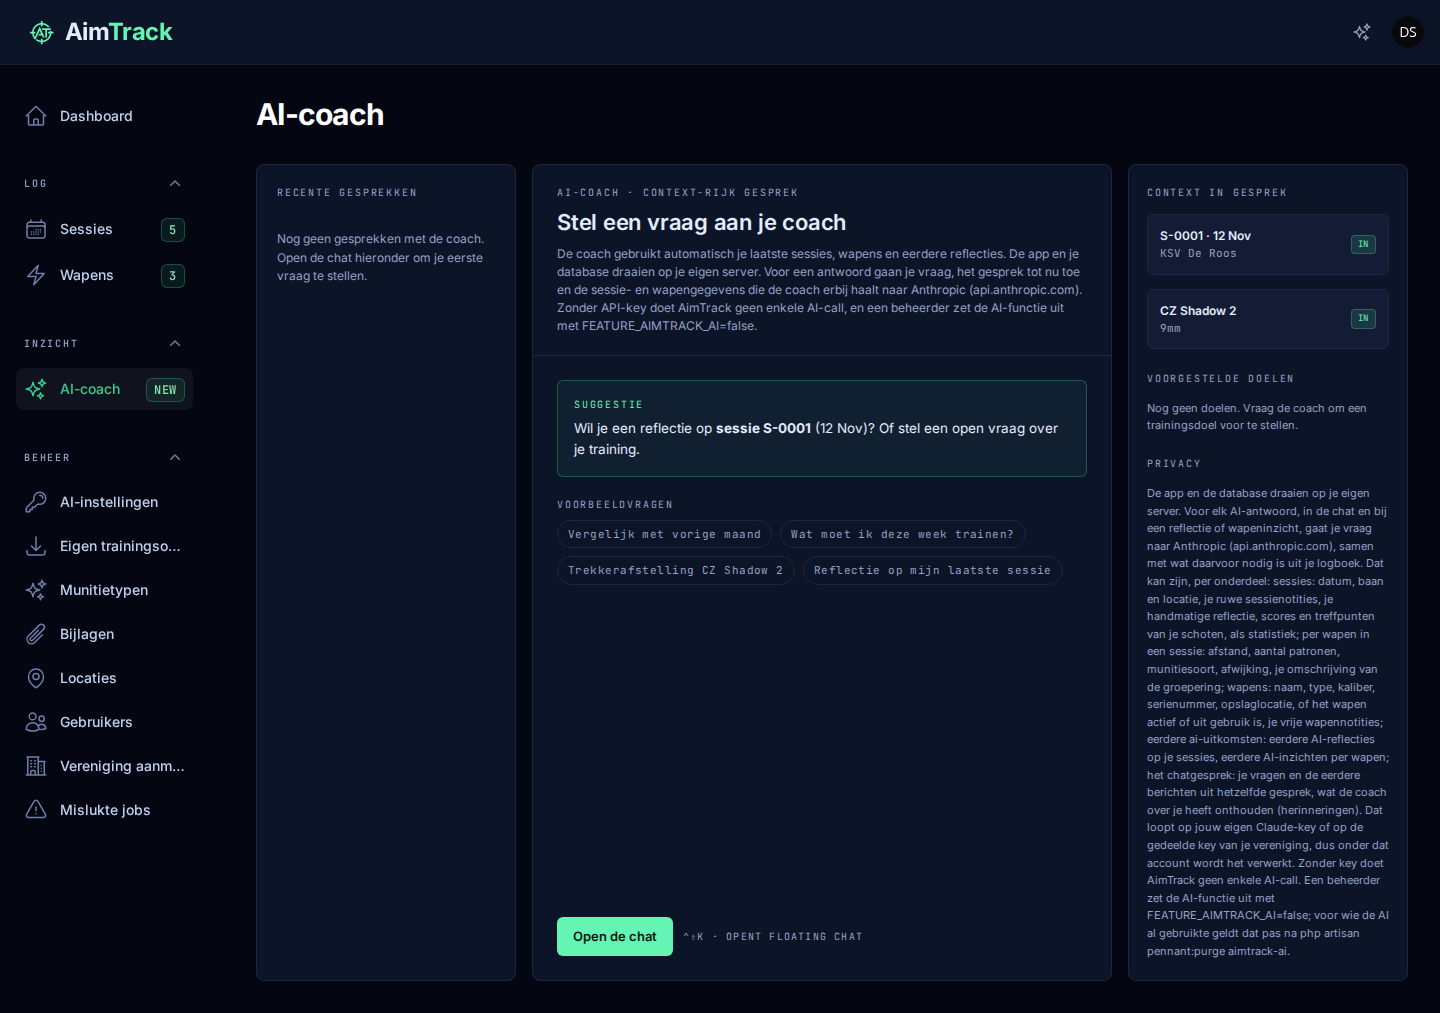 AimTrack
DS
Dashboard
LOG
Sessies 5
Wapens 3
INZICHT
AI-coach NEW
BEHEER
AI-instellingen
Eigen trainingso...
Munitietypen
Bijlagen
Locaties
Gebruikers
Vereniging aanm...
Mislukte jobs
AI-coach
RECENTE GESPREKKEN
Nog geen gesprekken met de coach.
Open de chat hieronder om je eerste
vraag te stellen.
AI-COACH · CONTEXT-RIJK GESPREK
Stel een vraag aan je coach
De coach gebruikt automatisch je laatste sessies, wapens en eerdere reflecties. De app en je
database draaien op je eigen server. Voor een antwoord gaan je vraag, het gesprek tot nu toe
en de sessie- en wapengegevens die de coach erbij haalt naar Anthropic (api.anthropic.com).
Zonder API-key doet AimTrack geen enkele AI-call, en een beheerder zet de AI-functie uit
met FEATURE_AIMTRACK_AI=false.
SUGGESTIE
Wil je een reflectie op sessie S-0001 (12 Nov)? Of stel een open vraag over
je training.
VOORBEELDVRAGEN
Vergelijk met vorige maand
Wat moet ik deze week trainen?
Trekkerafstelling CZ Shadow 2
Reflectie op mijn laatste sessie
Open de chat
^⇧K · OPENT FLOATING CHAT
CONTEXT IN GESPREK
S-0001 · 12 Nov
KSV De Roos
IN
CZ Shadow 2
9mm
IN
VOORGESTELDE DOELEN
Nog geen doelen. Vraag de coach om een
trainingsdoel voor te stellen.
PRIVACY
De app en de database draaien op je eigen
server. Voor elk AI-antwoord, in de chat en bij
een reflectie of wapeninzicht, gaat je vraag
naar Anthropic (api.anthropic.com), samen
met wat daarvoor nodig is uit je logboek. Dat
kan zijn, per onderdeel: sessies: datum, baan
en locatie, je ruwe sessienotities, je
handmatige reflectie, scores en treffpunten
van je schoten, als statistiek; per wapen in
een sessie: afstand, aantal patronen,
munitiesoort, afwijking, je omschrijving van
de groepering; wapens: naam, type, kaliber,
serienummer, opslaglocatie, of het wapen
actief of uit gebruik is, je vrije wapennotities;
eerdere ai-uitkomsten: eerdere AI-reflecties
op je sessies, eerdere AI-inzichten per wapen;
het chatgesprek: je vragen en de eerdere
berichten uit hetzelfde gesprek, wat de coach
over je heeft onthouden (herinneringen). Dat
loopt op jouw eigen Claude-key of op de
gedeelde key van je vereniging, dus onder dat
account wordt het verwerkt. Zonder key doet
AimTrack geen enkele AI-call. Een beheerder
zet de AI-functie uit met
FEATURE_AIMTRACK_AI=false; voor wie de AI
al gebruikte geldt dat pas na php artisan
pennant:purge aimtrack-ai.